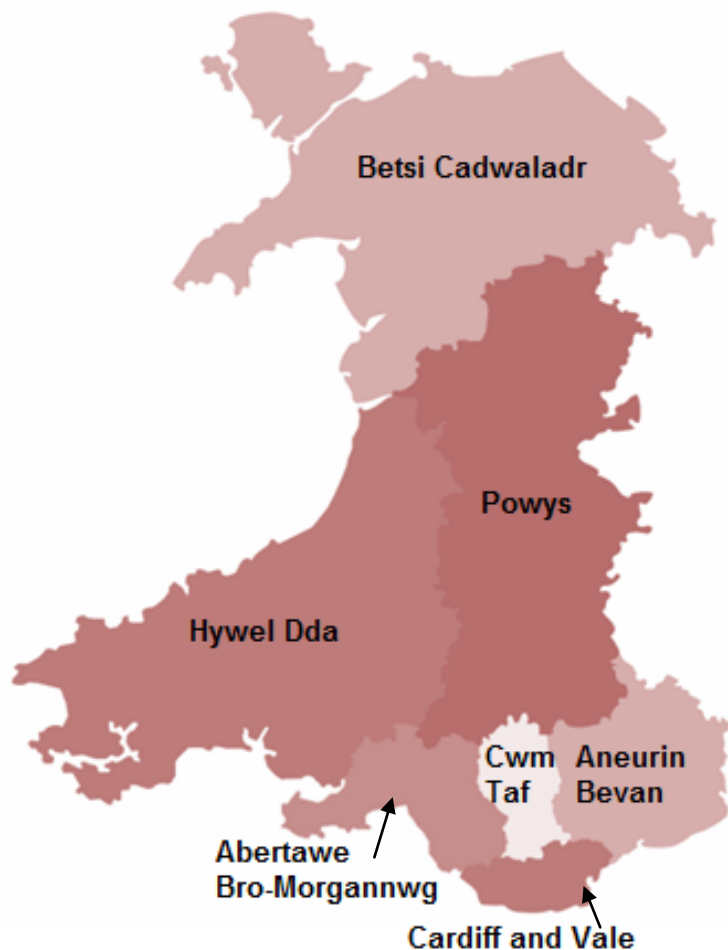 Betsi Cadwaladr
Powys
Hywel Dda
Cwm
Taf
Aneurin
Bevan
Abertawe
Bro-Morgannwg
Cardiff and Vale